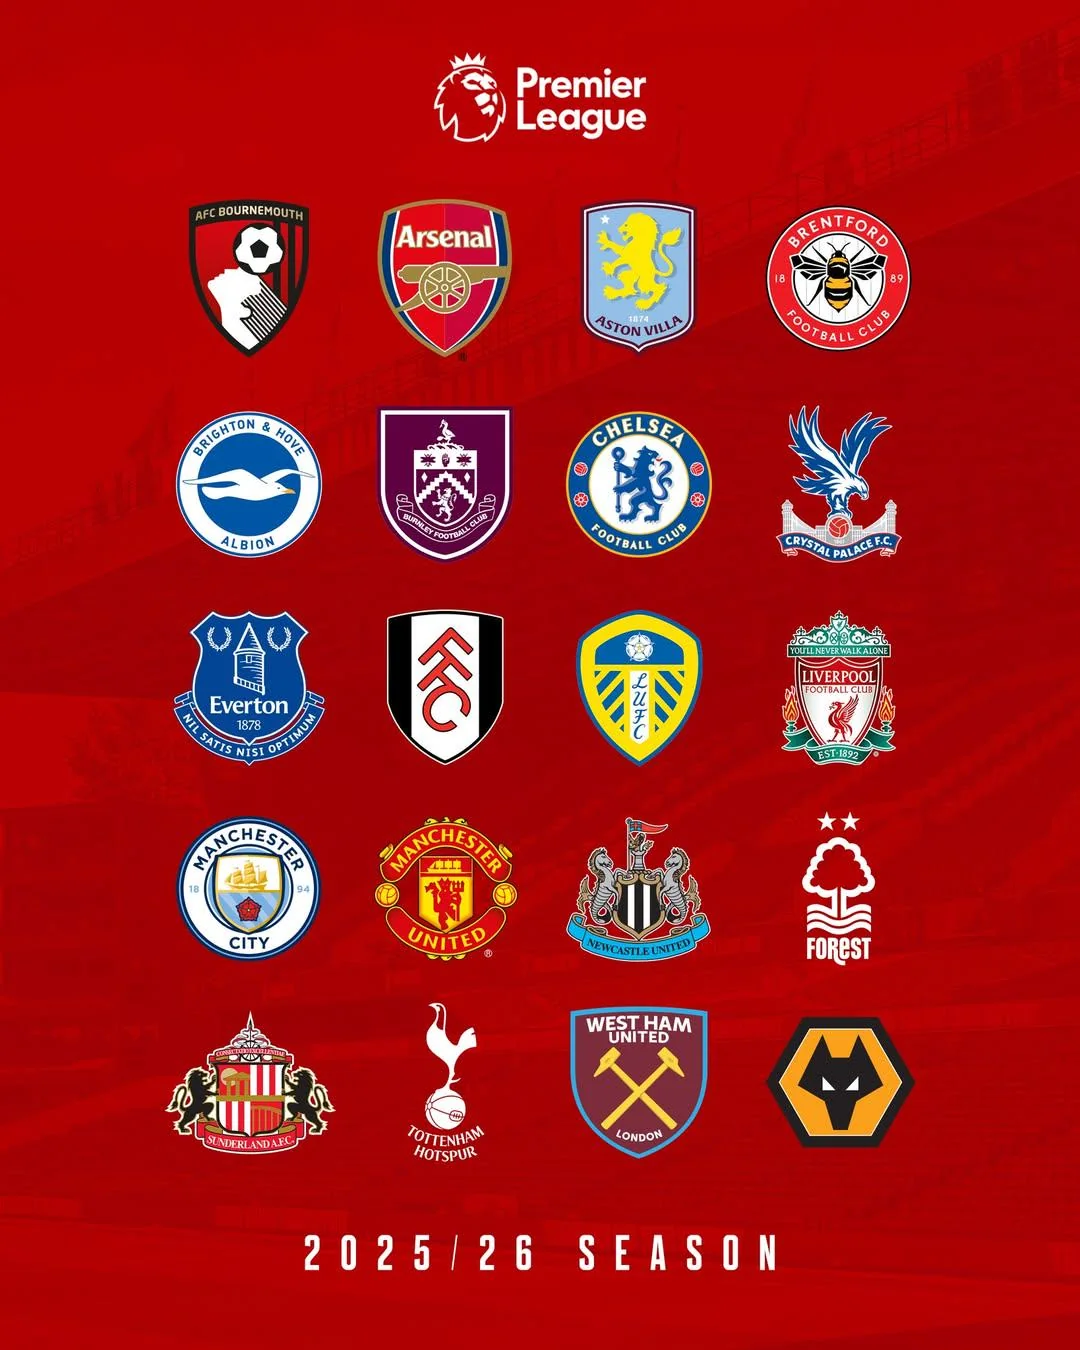 Premier
League
AFC BOURNEMOUTH
Arsenal
1874
ASTON VILLA
BRENTFORD
18 89
FOOTBALL CLUB
BRIGHTON & HOVE
ALBION
BURNLEY FOOTBALL CLUB
CHELSEA
FOOTBALL CLUB
CRYSTAL PALACE F.C.
Everton
1878
NIL SATIS NISI OPTIMUM
FFC
LUFC
YOU'LL NEVER WALK ALONE
LIVERPOOL
FOOTBALL CLUB
EST·1892
MANCHESTER
18 94
CITY
MANCHESTER
UNITED
®
NEWCASTLE UNITED
FOREST
CONSECTATIO EXCELLENTIAE
SUNDERLAND A.F.C.
TOTTENHAM
HOTSPUR
WEST HAM
UNITED
LONDON
2025/26 SEASON